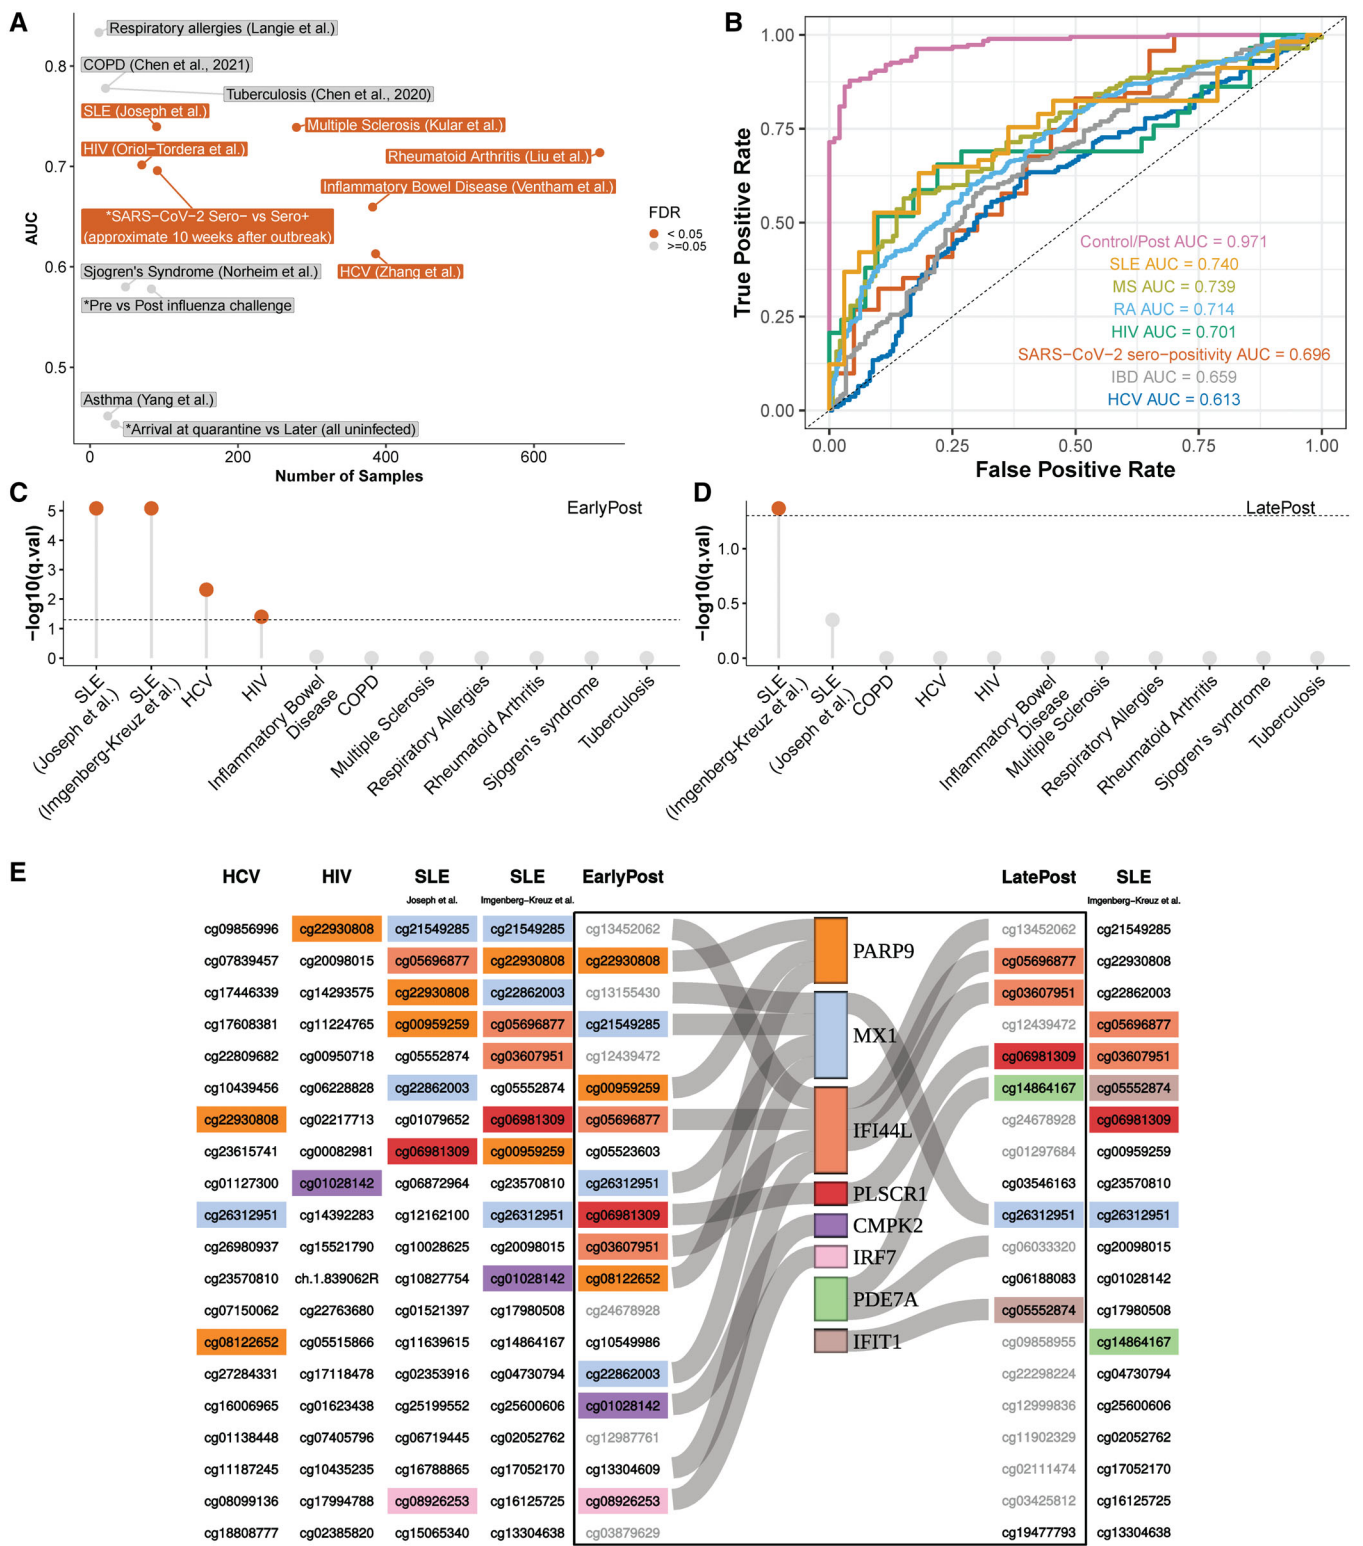 A
Respiratory allergies (Langie et al.)
COPD (Chen et al., 2021)
Tuberculosis (Chen et al., 2020)
SLE (Joseph et al.)
Multiple Sclerosis (Kular et al.)
HIV (Oriol-Tordera et al.)
Rheumatoid Arthritis (Liu et al.)
Inflammatory Bowel Disease (Ventham et al.)
*SARS-CoV-2 Sero- vs Sero+
(approximate 10 weeks after outbreak)
HCV (Zhang et al.)
Sjogren's Syndrome (Norheim et al.)
*Pre vs Post influenza challenge
Asthma (Yang et al.)
*Arrival at quarantine vs Later (all uninfected)
0.8
0.7
0.6
0.5
AUC
0 200 400 600
Number of Samples
FDR
< 0.05
>=0.05
B
1.00
0.75
0.50
0.25
0.00
True Positive Rate
Control/Post AUC = 0.971
SLE AUC = 0.740
MS AUC = 0.739
RA AUC = 0.714
HIV AUC = 0.701
SARS-CoV-2 sero-positivity AUC = 0.696
IBD AUC = 0.659
HCV AUC = 0.613
0.00 0.25 0.50 0.75 1.00
False Positive Rate
C
EarlyPost
5
4
3
2
1
0
-log10(q.val)
SLE
(Joseph et al.)
SLE
(Imgenberg-Kreuz et al.)
HCV
HIV
Inflammatory Bowel
Disease
COPD
Multiple Sclerosis
Respiratory Allergies
Rheumatoid Arthritis
Sjogren's syndrome
Tuberculosis
D
LatePost
1.0
0.5
0.0
-log10(q.val)
SLE
(Imgenberg-Kreuz et al.)
SLE
(Joseph et al.)
COPD
HCV
HIV
Inflammatory Bowel
Disease
Multiple Sclerosis
Respiratory Allergies
Rheumatoid Arthritis
Sjogren's syndrome
Tuberculosis
E
HCV HIV SLE SLE EarlyPost LatePost SLE
Joseph et al. Imgenberg-Kreuz et al. Imgenberg-Kreuz et al.
cg09856996 cg22930808 cg21549285 cg21549285 cg13452062 cg13452062 cg21549285
cg07839457 cg20098015 cg05696877 cg22930808 cg22930808 PARP9 cg05696877 cg22930808
cg17446339 cg14293575 cg22930808 cg22862003 cg13155430 cg03607951 cg22862003
cg17608381 cg11224765 cg00959259 cg05696877 cg21549285 MX1 cg12439472 cg05696877
cg22809682 cg00950718 cg05552874 cg03607951 cg12439472 cg06981309 cg03607951
cg10439456 cg06228828 cg22862003 cg05552874 cg00959259 cg14864167 cg05552874
cg22930808 cg02217713 cg01079652 cg06981309 cg05696877 IFI44L cg24678928 cg06981309
cg23615741 cg00082981 cg06981309 cg00959259 cg05523603 cg01297684 cg00959259
cg01127300 cg01028142 cg06872964 cg23570810 cg26312951 PLSCR1 cg03546163 cg23570810
cg26312951 cg14392283 cg12162100 cg26312951 cg06981309 CMPK2 cg26312951 cg26312951
cg26980937 cg15521790 cg10028625 cg20098015 cg03607951 IRF7 cg06033320 cg20098015
cg23570810 ch.1.839062R cg10827754 cg01028142 cg08122652 PDE7A cg06188083 cg01028142
cg07150062 cg22763680 cg01521397 cg17980508 cg24678928 cg05552874 cg17980508
cg08122652 cg05515866 cg11639615 cg14864167 cg10549986 IFIT1 cg09858955 cg14864167
cg27284331 cg17118478 cg02353916 cg04730794 cg22862003 cg22298224 cg04730794
cg16006965 cg01623438 cg25199552 cg25600606 cg01028142 cg12999836 cg25600606
cg01138448 cg07405796 cg06719445 cg02052762 cg12987761 cg11902329 cg02052762
cg11187245 cg10435235 cg16788865 cg17052170 cg13304609 cg02111474 cg17052170
cg08099136 cg17994788 cg08926253 cg16125725 cg08926253 cg03425812 cg16125725
cg18808777 cg02385820 cg15065340 cg13304638 cg03879629 cg19477793 cg13304638